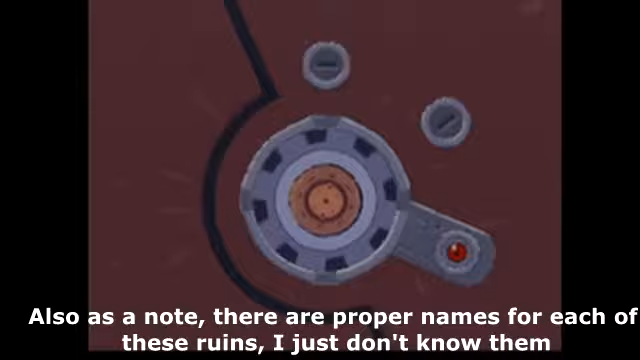 Also as a note, there are proper names for each of
these ruins, I just don't know them